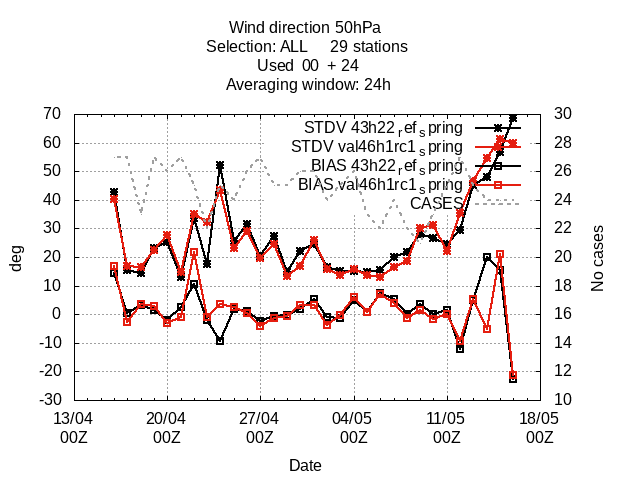 Wind direction 50hPa
Selection: ALL 29 stations
Used 00 + 24
Averaging window: 24h
70 30
STDV 43h22ref_spring
60 28
STDV val46h1rc1_spring
BIAS 43h22ref_spring
50 26
BIAS val46h1rc1_spring
40 24
CASES
30 22
20 20
10 18
0 16
-10 14
-20 12
-30 10
deg
No cases
13/04 20/04 27/04 04/05 11/05 18/05
00Z 00Z 00Z 00Z 00Z 00Z
Date